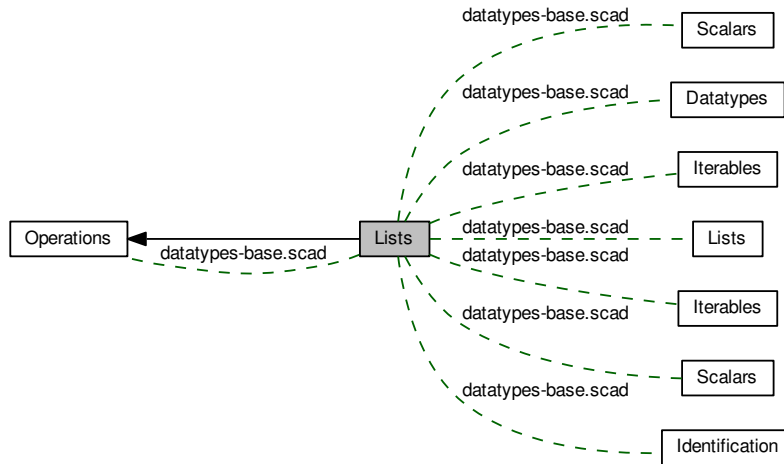 datatypes-base.scad
Scalars
datatypes-base.scad
Datatypes
datatypes-base.scad
Iterables
Operations
datatypes-base.scad
Lists
datatypes-base.scad
Lists
datatypes-base.scad
Iterables
datatypes-base.scad
Scalars
datatypes-base.scad
Identification